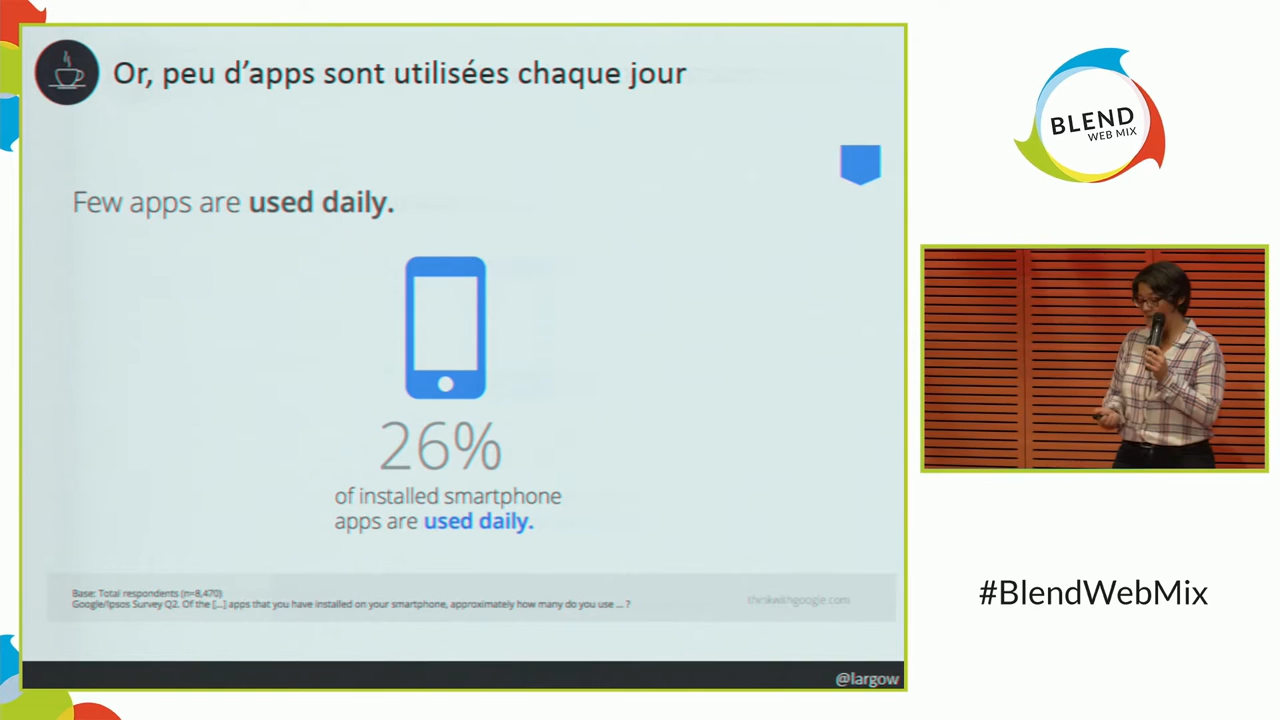 Or, peu d’apps sont utilisées chaque jour
Few apps are used daily.
26%
of installed smartphone
apps are used daily.
Base: Total respondents (n=8,470)
Google/Ipsos Survey Q2. Of the [...] apps that you have installed on your smartphone, approximately how many do you use ... ?
thinkwithgoogle.com
@largow
BLEND
WEB MIX
#BlendWebMix